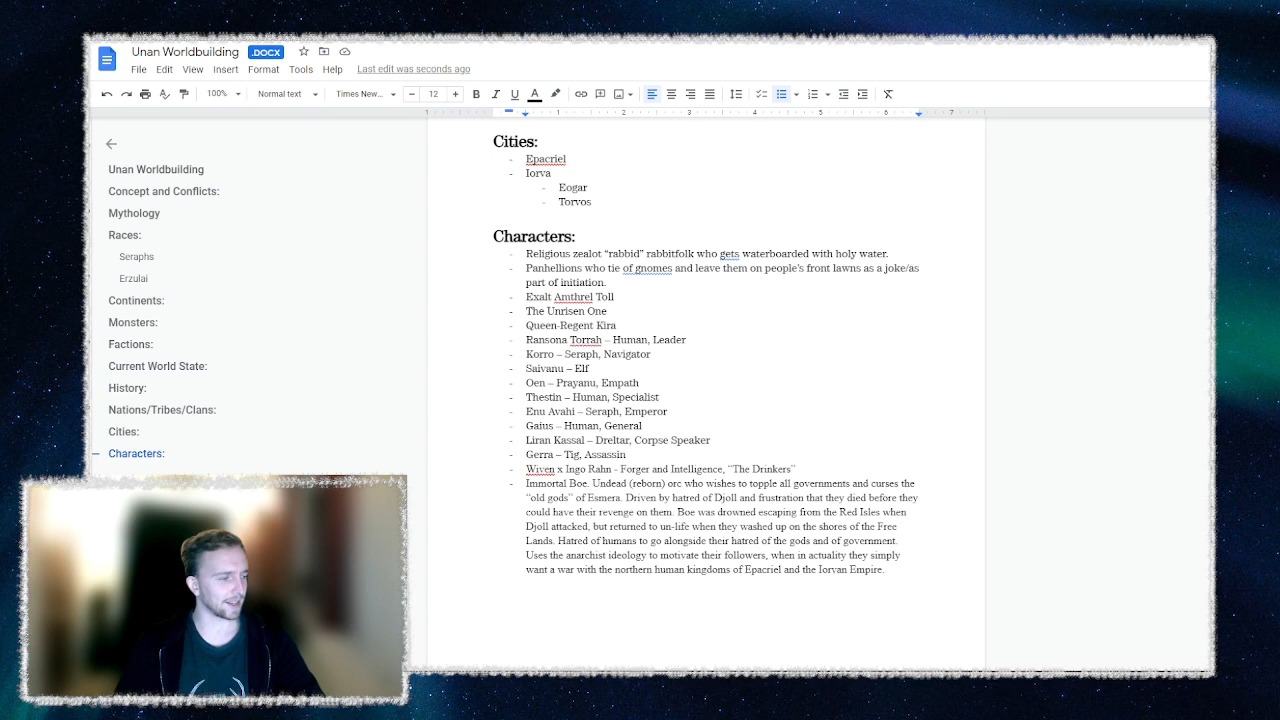 Unan Worldbuilding .DOCX
File Edit View Insert Format Tools Help Last edit was seconds ago
100% Normal text Times New... 12
1 1 2 3 4 5 6 7
Unan Worldbuilding
Concept and Conflicts:
Mythology
Races:
Seraphs
Erzulai
Continents:
Monsters:
Factions:
Current World State:
History:
Nations/Tribes/Clans:
Cities:
Characters:
Cities:
- Epacriel
- Iorva
- Eogar
- Torvos
Characters:
- Religious zealot “rabbid” rabbitfolk who gets waterboarded with holy water.
- Panhellions who tie of gnomes and leave them on people’s front lawns as a joke/as
part of initiation.
- Exalt Amthrel Toll
- The Unrisen One
- Queen-Regent Kira
- Ransona Torrah – Human, Leader
- Korro – Seraph, Navigator
- Saivanu – Elf
- Oen – Prayanu, Empath
- Thestin – Human, Specialist
- Enu Avahi – Seraph, Emperor
- Gaius – Human, General
- Liran Kassal – Dreltar, Corpse Speaker
- Gerra – Tig, Assassin
- Wiven x Ingo Rahn - Forger and Intelligence, “The Drinkers”
- Immortal Boe. Undead (reborn) orc who wishes to topple all governments and curses the
“old gods” of Esmera. Driven by hatred of Djoll and frustration that they died before they
could have their revenge on them. Boe was drowned escaping from the Red Isles when
Djoll attacked, but returned to un-life when they washed up on the shores of the Free
Lands. Hatred of humans to go alongside their hatred of the gods and of government.
Uses the anarchist ideology to motivate their followers, when in actuality they simply
want a war with the northern human kingdoms of Epacriel and the Iorvan Empire.